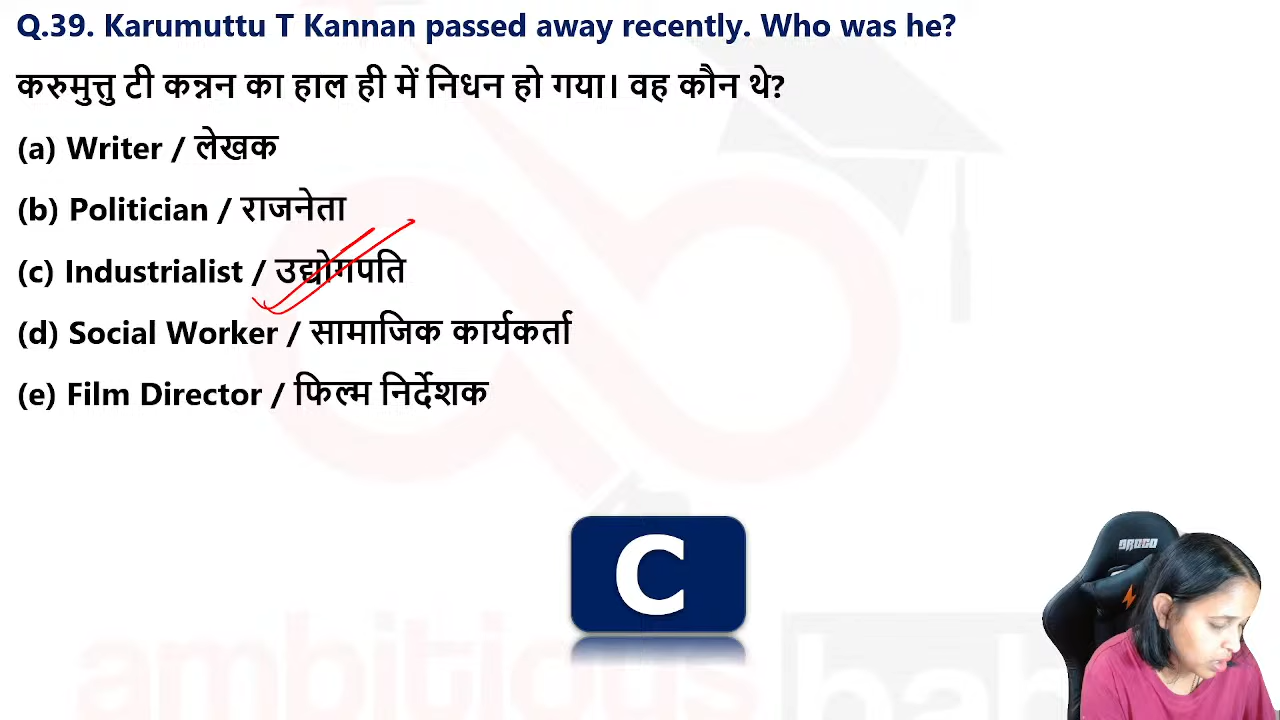 Q.39. Karumuttu T Kannan passed away recently. Who was he?
करुमुत्तु टी कन्नन का हाल ही में निधन हो गया। वह कौन थे?
(a) Writer / लेखक
(b) Politician / राजनेता
(c) Industrialist / उद्योगपति
(d) Social Worker / सामाजिक कार्यकर्ता
(e) Film Director / फिल्म निर्देशक
C
ambitious